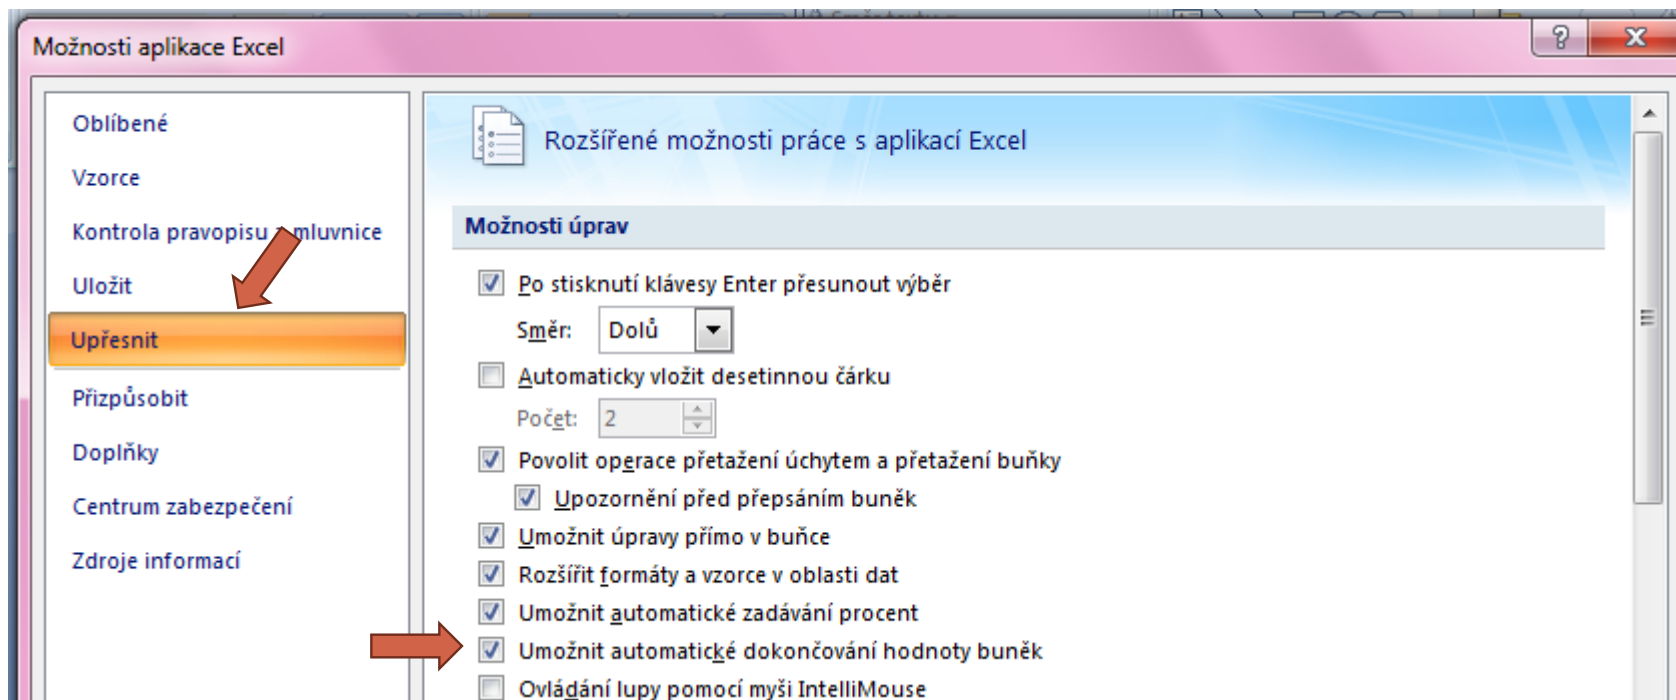 Možnosti aplikace Excel
Oblíbené
Vzorce
Kontrola pravopisu mluvnice
Uložit
Upřesnit
Přizpůsobit
Doplňky
Centrum zabezpečení
Zdroje informací
Rozšířené možnosti práce s aplikací Excel
Možnosti úprav
Po stisknutí klávesy Enter přesunout výběr
Směr: Dolů
Automaticky vložit desetinnou čárku
Počet: 2
Povolit operace přetažení úchytem a přetažení buňky
Upozornění před přepsáním buněk
Umožnit úpravy přímo v buňce
Rozšířit formáty a vzorce v oblasti dat
Umožnit automatické zadávání procent
Umožnit automatické dokončování hodnoty buněk
Ovládání lupy pomocí myši IntelliMouse